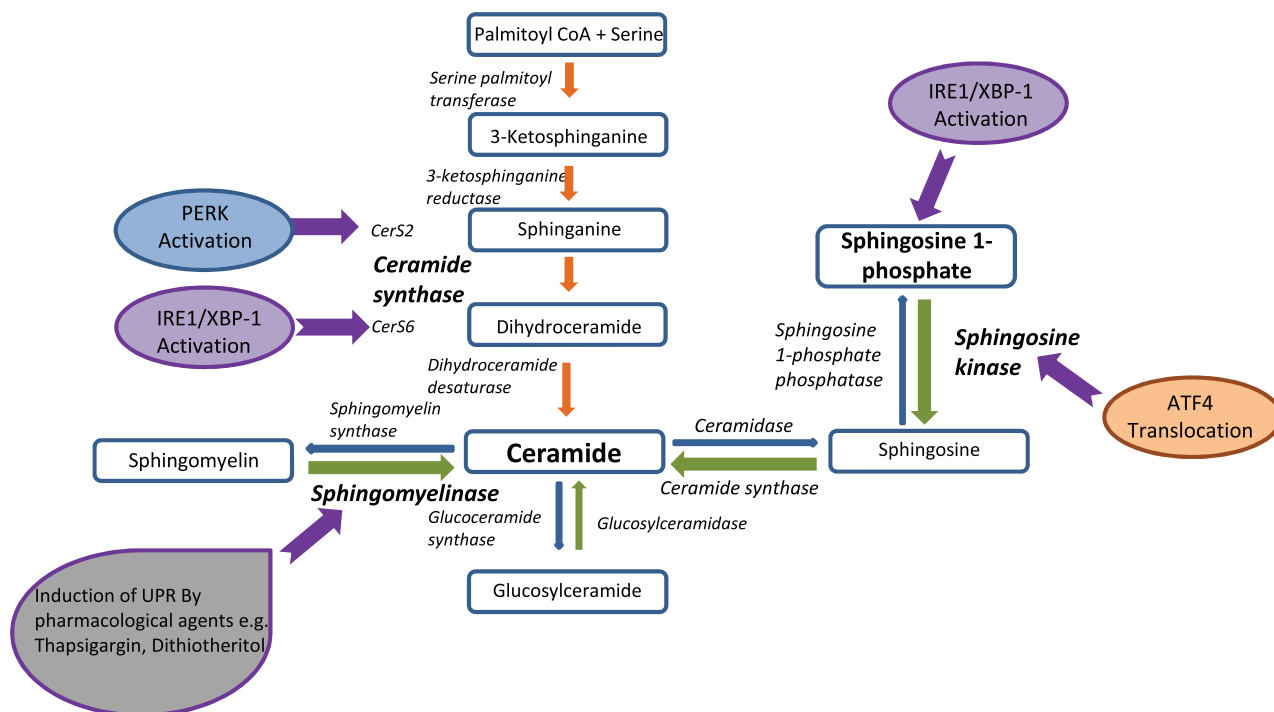 Palmitoyl CoA + Serine
Serine palmitoyl
transferase
IRE1/XBP-1
Activation
3-Ketosphinganine
3-ketosphinganine
reductase
PERK
Activation
CerS2
Sphinganine
Sphingosine 1-
phosphate
Ceramide
synthase
IRE1/XBP-1
Activation
CerS6
Dihydroceramide
Sphingosine
1-phosphate
phosphatase
Sphingosine
kinase
Dihydroceramide
desaturase
ATF4
Translocation
Sphingomyelin
synthase
Sphingomyelin
Ceramide
Ceramidase
Sphingosine
Ceramide synthase
Sphingomyelinase
Glucoceramide
synthase
Glucosylceramidase
Glucosylceramide
Induction of UPR By
pharmacological agents e.g.
Thapsigargin, Dithiotheritol